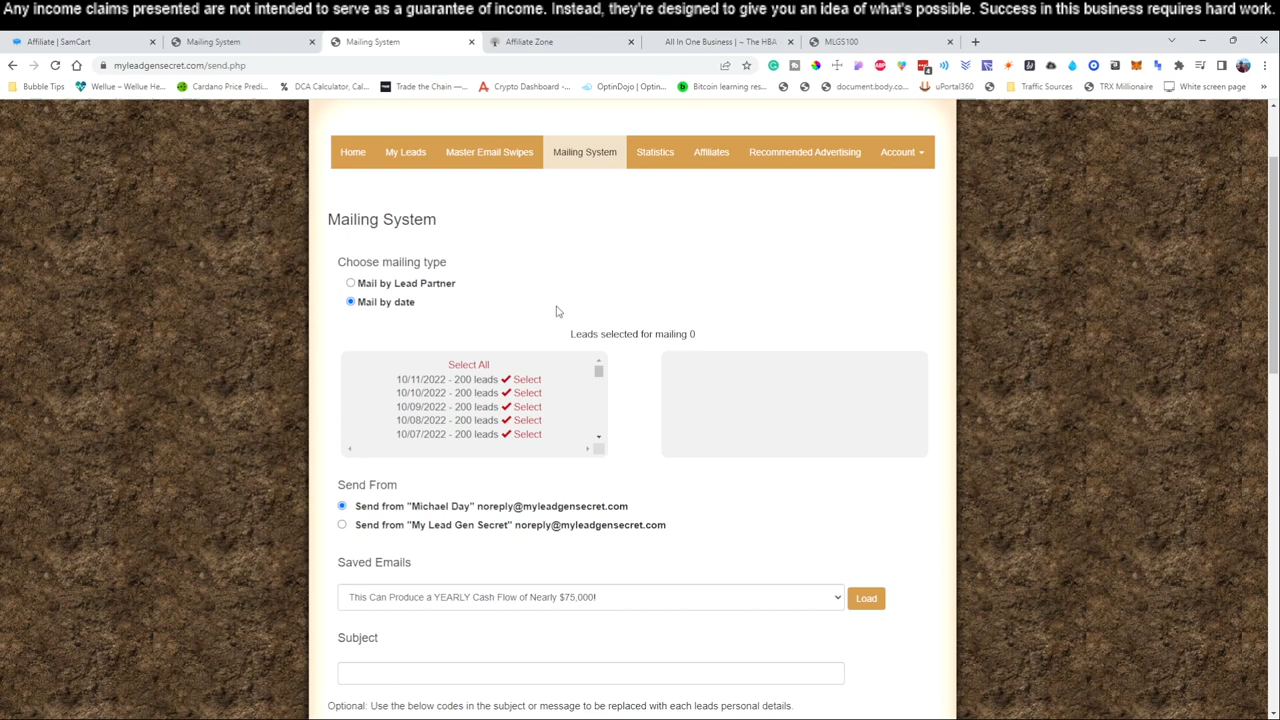 Any income claims presented are not intended to serve as a guarantee of income. Instead, they're designed to give you an idea of what's possible. Success in this business requires hard work.
Affiliate | SamCart Mailing System Mailing System Affiliate Zone All In One Business | ~ The HBA MLGS100
myleadgensecret.com/send.php 4
Bubble Tips Wellue – Wellue He... Cardano Price Predi... DCA Calculator, Cal... Trade the Chain —... Crypto Dashboard -... OptinDojo | Optin... Bitcoin learning res... document.body.co... uPortal360 Traffic Sources TRX Millionaire White screen page »
Home My Leads Master Email Swipes Mailing System Statistics Affiliates Recommended Advertising Account
Mailing System
Choose mailing type
Mail by Lead Partner
Mail by date
Leads selected for mailing 0
Select All
10/11/2022 - 200 leads Select
10/10/2022 - 200 leads Select
10/09/2022 - 200 leads Select
10/08/2022 - 200 leads Select
10/07/2022 - 200 leads Select
Send From
Send from "Michael Day" noreply@myleadgensecret.com
Send from "My Lead Gen Secret" noreply@myleadgensecret.com
Saved Emails
This Can Produce a YEARLY Cash Flow of Nearly $75,000! Load
Subject
Optional: Use the below codes in the subject or message to be replaced with each leads personal details.